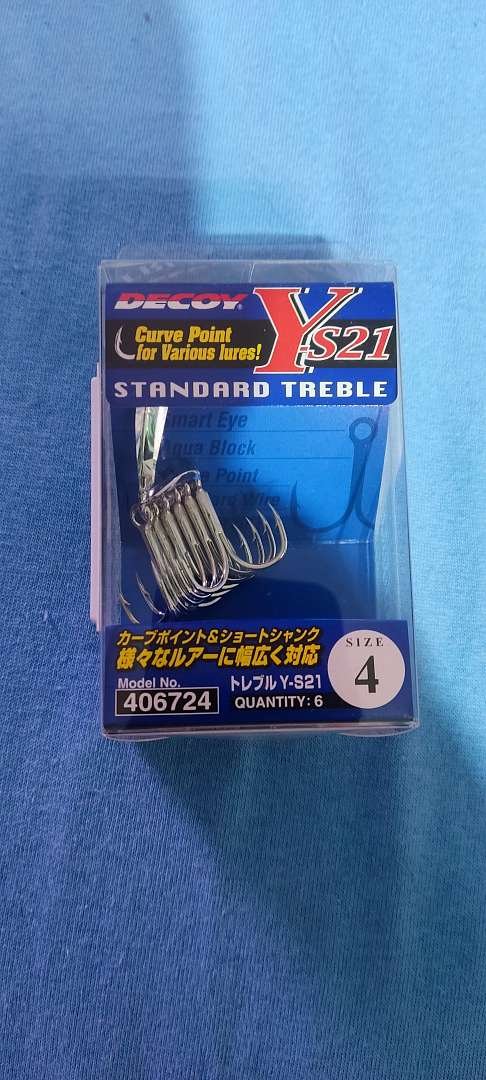 DECOY
Y-S21
Curve Point
for Various lures!
STANDARD TREBLE
Smart Eye
Aqua Block
Point
Wire
カーブポイント&ショートシャンク
様々なルアーに幅広く対応
Model No.
406724
トレブル Y-S21
QUANTITY: 6
SIZE
4